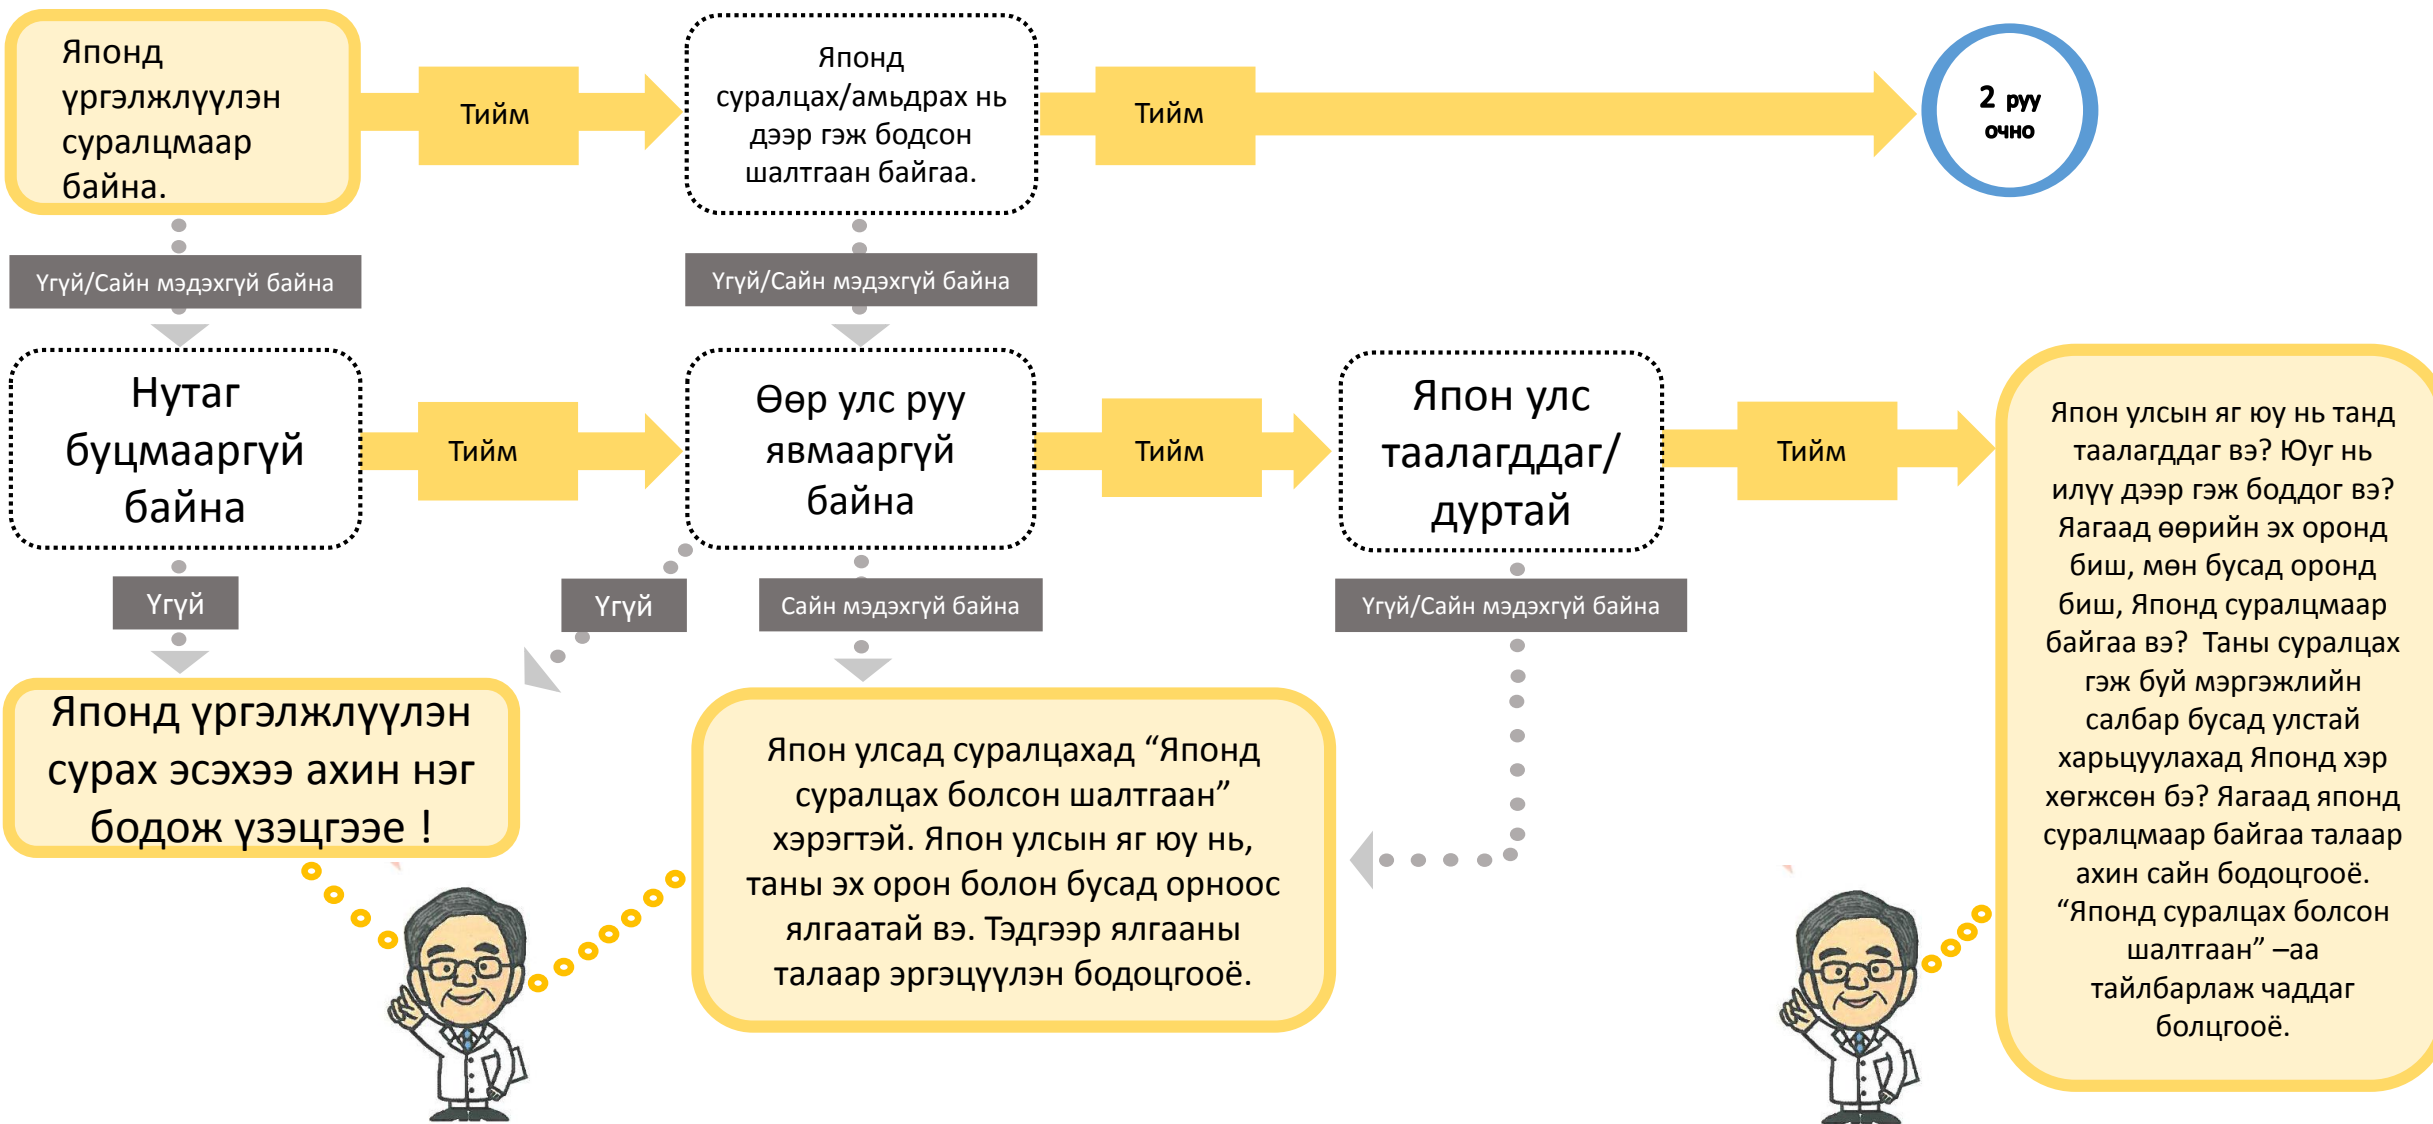 Японд
үргэлжлүүлэн
суралцмаар
байна.
Тийм
Японд
суралцах/амьдрах нь
дээр гэж бодсон
шалтгаан байгаа.
Тийм
2 руу
очно
Үгүй/Сайн мэдэхгүй байна
Үгүй/Сайн мэдэхгүй байна
Нутаг
буцмааргүй
байна
Тийм
Өөр улс руу
явмааргүй
байна
Тийм
Япон улс
таалагддаг/
дуртай
Тийм
Япон улсын яг юу нь танд
таалагддаг вэ? Юуг нь
илүү дээр гэж боддог вэ?
Яагаад өөрийн эх оронд
биш, мөн бусад оронд
биш, Японд суралцмаар
байгаа вэ? Таны суралцах
гэж буй мэргэжлийн
салбар бусад улстай
харьцуулахад Японд хэр
хөгжсөн бэ? Яагаад японд
суралцмаар байгаа талаар
ахин сайн бодоцгооё.
“Японд суралцах болсон
шалтгаан” –аа
тайлбарлаж чаддаг
болцгооё.
Үгүй
Үгүй
Сайн мэдэхгүй байна
Үгүй/Сайн мэдэхгүй байна
Японд үргэлжлүүлэн
сурах эсэхээ ахин нэг
бодож үзэцгээе !
Япон улсад суралцахад “Японд
суралцах болсон шалтгаан”
хэрэгтэй. Япон улсын яг юу нь,
таны эх орон болон бусад орноос
ялгаатай вэ. Тэдгээр ялгааны
талаар эргэцүүлэн бодоцгооё.